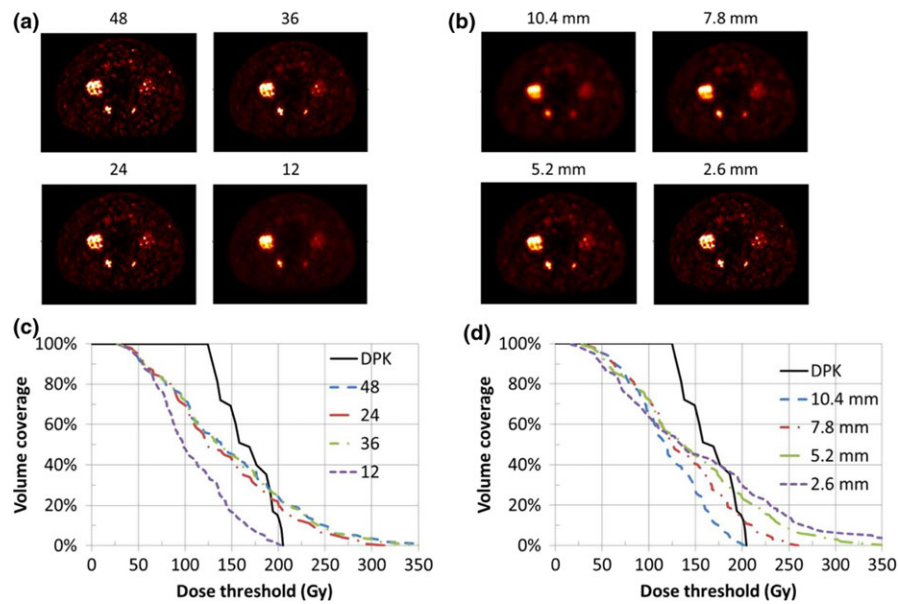 (a)
48 36
24 12
(b)
10.4 mm 7.8 mm
5.2 mm 2.6 mm
(c)
Volume coverage
100%
80%
60%
40%
20%
0%
0 50 100 150 200 250 300 350
Dose threshold (Gy)
DPK
48
24
36
12
(d)
Volume coverage
100%
80%
60%
40%
20%
0%
0 50 100 150 200 250 300 350
Dose threshold (Gy)
DPK
10.4 mm
7.8 mm
5.2 mm
2.6 mm